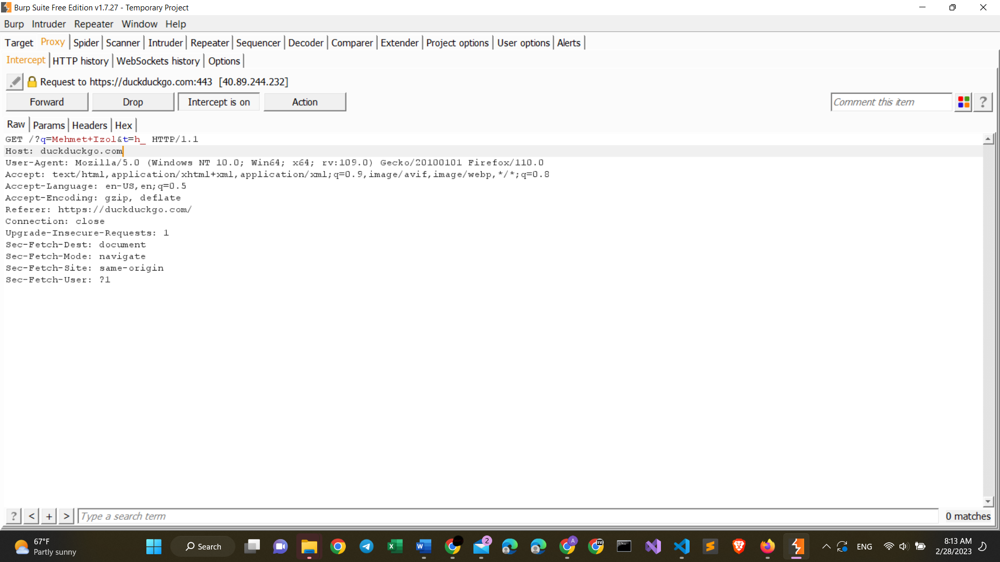 Burp Suite Free Edition v1.7.27 - Temporary Project
Burp Intruder Repeater Window Help
Target Proxy Spider Scanner Intruder Repeater Sequencer Decoder Comparer Extender Project options User options Alerts
Intercept HTTP history WebSockets history Options
Request to https://duckduckgo.com:443 [40.89.244.232]
Forward Drop Intercept is on Action Comment this item ?
Raw Params Headers Hex
GET /?q=Mehmet+Izol&t=h_ HTTP/1.1
Host: duckduckgo.com
User-Agent: Mozilla/5.0 (Windows NT 10.0; Win64; x64; rv:109.0) Gecko/20100101 Firefox/110.0
Accept: text/html,application/xhtml+xml,application/xml;q=0.9,image/avif,image/webp,*/*;q=0.8
Accept-Language: en-US,en;q=0.5
Accept-Encoding: gzip, deflate
Referer: https://duckduckgo.com/
Connection: close
Upgrade-Insecure-Requests: 1
Sec-Fetch-Dest: document
Sec-Fetch-Mode: navigate
Sec-Fetch-Site: same-origin
Sec-Fetch-User: ?1
? < + > Type a search term 0 matches
67°F
Partly sunny
Search
2
A
ENG
8:13 AM
2/28/2023